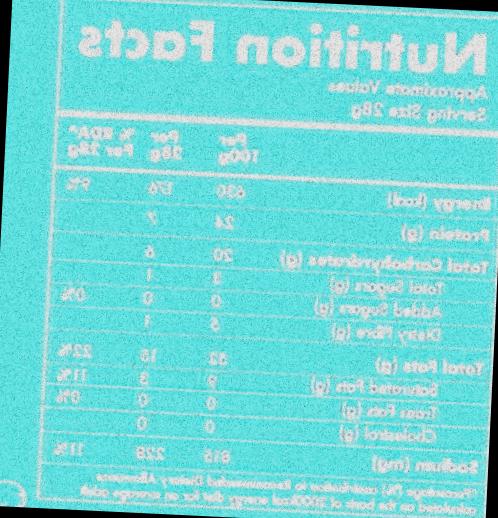 Nutrition Facts
Approximate Values
Serving Size 28g
Per 100g Per 28g % RDA* Per 28g
Energy (kcal) 630 176 9%
Protein (g) 24 7
Total Carbohydrates (g) 20 6
Total Sugars (g) 3 1
Added Sugars (g) 0 0 0%
Dietry Fibre (g) 5 1
Total Fats (g) 52 15 22%
Saturated Fats (g) 9 3 11%
Trans Fats (g) 0 0 0%
Cholestrol (g) 0 0
Sodium (mg) 815 228 11%
*Percentage (%) contribution to Recommended Dietary Allowance
calculated on the basis of 2000kcal energy diet for an average adult